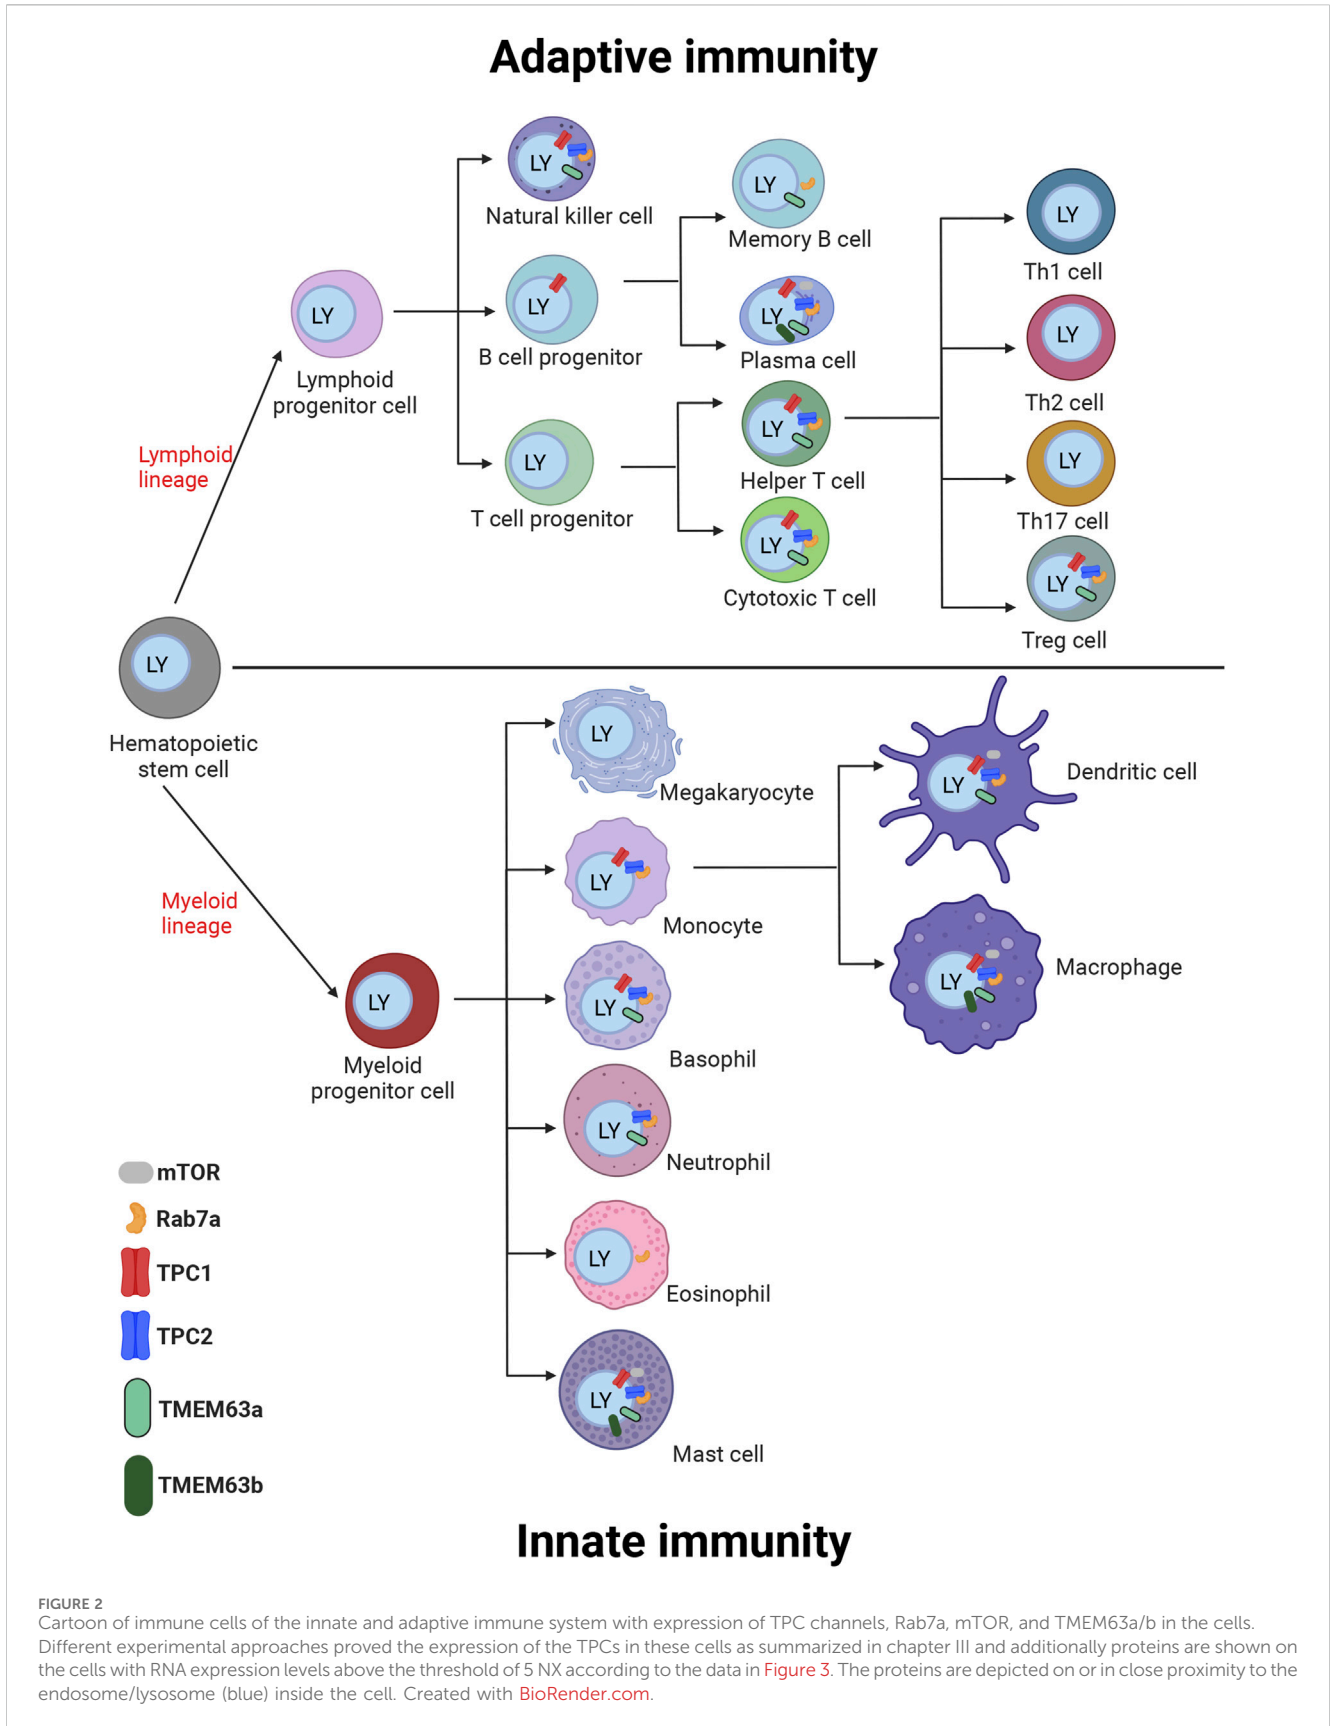 Adaptive immunity
LY
Natural killer cell
LY
Memory B cell
LY
Th1 cell
LY
Lymphoid
progenitor cell
LY
B cell progenitor
LY
Plasma cell
LY
Th2 cell
Lymphoid
lineage
LY
T cell progenitor
LY
Helper T cell
LY
Th17 cell
LY
Cytotoxic T cell
LY
Treg cell
LY
Hematopoietic
stem cell
LY
Megakaryocyte
LY
Dendritic cell
Myeloid
lineage
LY
Monocyte
LY
Macrophage
LY
Myeloid
progenitor cell
LY
Basophil
LY
Neutrophil
LY
Eosinophil
LY
Mast cell
mTOR
Rab7a
TPC1
TPC2
TMEM63a
TMEM63b
Innate immunity
FIGURE 2
Cartoon of immune cells of the innate and adaptive immune system with expression of TPC channels, Rab7a, mTOR, and TMEM63a/b in the cells.
Different experimental approaches proved the expression of the TPCs in these cells as summarized in chapter III and additionally proteins are shown on
the cells with RNA expression levels above the threshold of 5 NX according to the data in Figure 3. The proteins are depicted on or in close proximity to the
endosome/lysosome (blue) inside the cell. Created with BioRender.com.